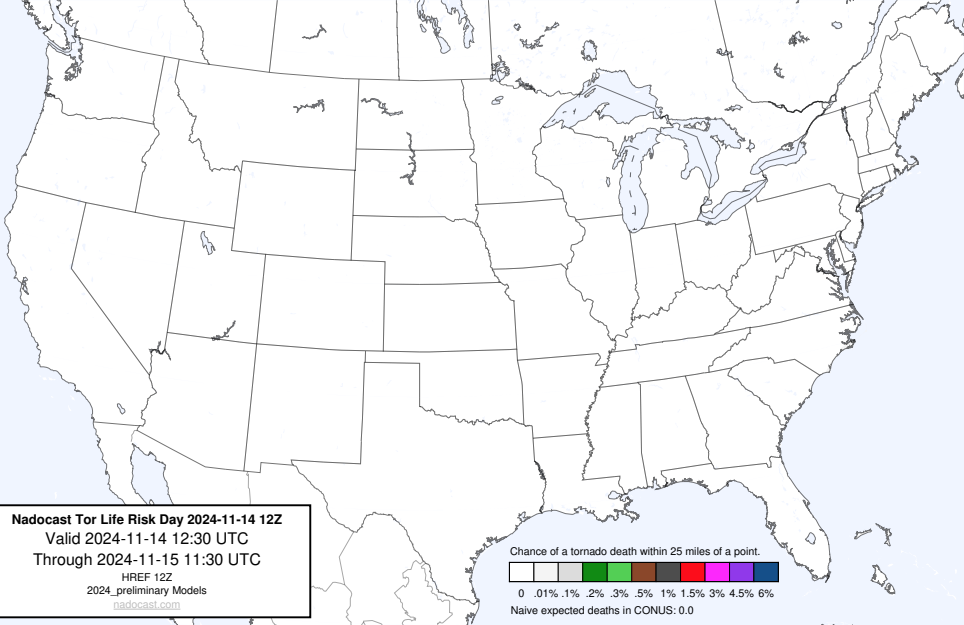 Nadocast Tor Life Risk Day 2024-11-14 12Z
Valid 2024-11-14 12:30 UTC
Through 2024-11-15 11:30 UTC
HREF 12Z
2024_preliminary Models
nadocast.com
Chance of a tornado death within 25 miles of a point.
0 .01% .1% .2% .3% .5% 1% 1.5% 3% 4.5% 6%
Naive expected deaths in CONUS: 0.0